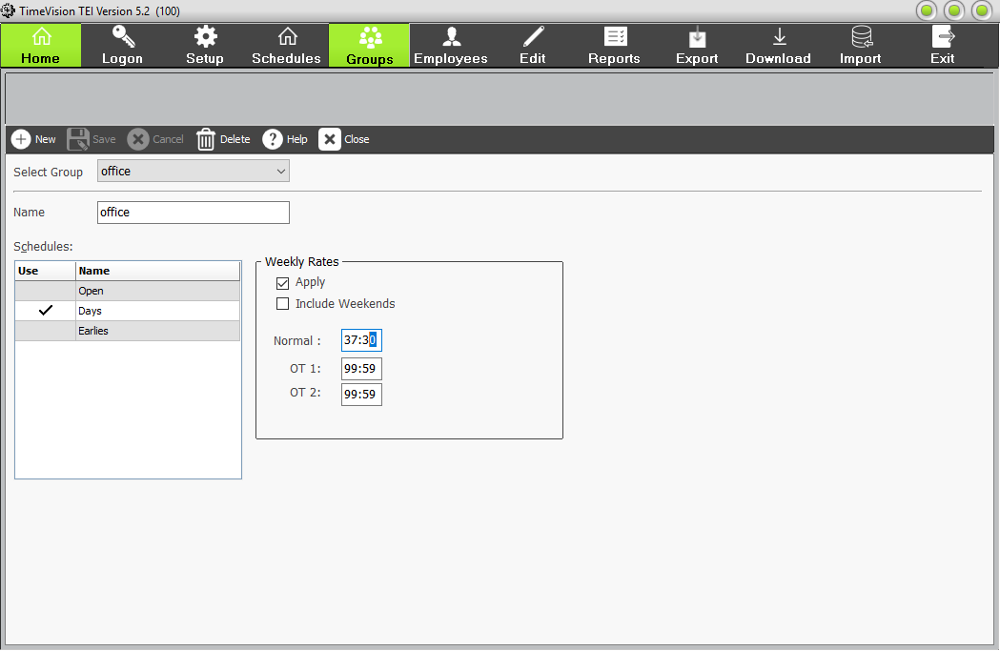 TimeVision TEI Version 5.2 (100)
Home Logon Setup Schedules Groups Employees Edit Reports Export Download Import Exit
New Save Cancel Delete Help Close
Select Group office
Name office
Schedules:
Use Name
Open
Days
Earlies
Weekly Rates
Apply
Include Weekends
Normal : 37:30
OT 1: 99:59
OT 2: 99:59